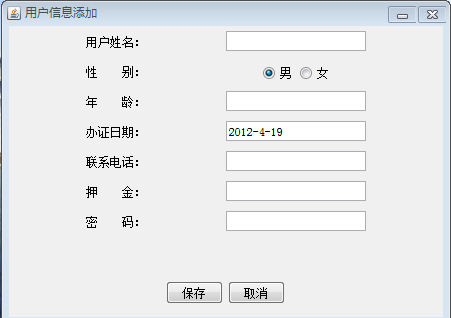 用户信息添加
用户姓名：
性　　别： 男 女
年　　龄：
办证日期： 2012-4-19
联系电话：
押　　金：
密　　码：
保存 取消